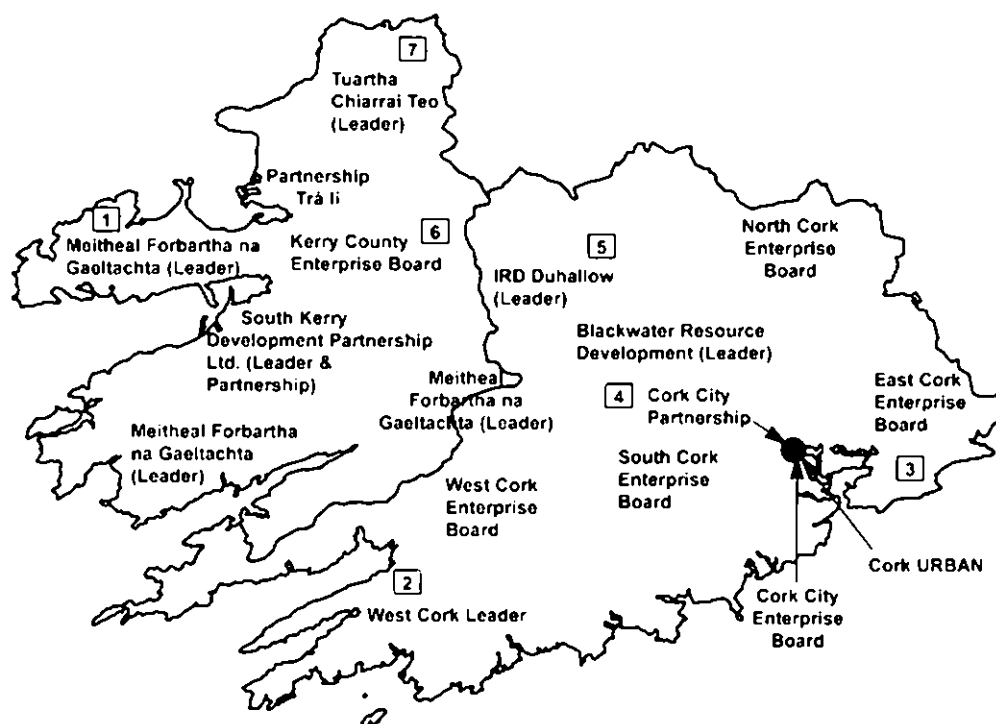 7
Tuartha
Chiarrai Teo
(Leader)
Partnership
Trá li
1
Meitheal Forbartha na
Gaeltachta (Leader)
6
Kerry County
Enterprise Board
5
IRD Duhallow
(Leader)
North Cork
Enterprise
Board
South Kerry
Development Partnership
Ltd. (Leader &
Partnership)
Blackwater Resource
Development (Leader)
Meitheal
Forbartha na
Gaeltachta (Leader)
4
Cork City
Partnership
East Cork
Enterprise
Board
Meitheal Forbartha
na Gaeltachta
(Leader)
South Cork
Enterprise
Board
3
West Cork
Enterprise
Board
Cork URBAN
2
West Cork Leader
Cork City
Enterprise
Board